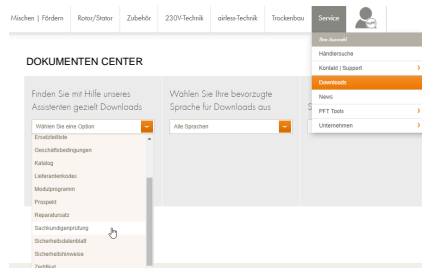 Mischen | Fördern Rotor/Stator Zubehör 230V-Technik airless-Technik Trockenbau Service
Ihre Auswahl
Händlersuche
Kontakt | Support
Downloads
News
PFT Tools
Unternehmen
DOKUMENTEN CENTER
Finden Sie mit Hilfe unseres
Assistenten gezielt Downloads
Wählen Sie eine Option
Ersatzteilliste
Geschäftsbedingungen
Katalog
Lieferantenkodex
Modulprogramm
Prospekt
Reparatursatz
Sachkundigenprüfung
Sicherheitsdatenblatt
Sicherheitshinweise
Zertifikat
Wählen Sie Ihre bevorzugte
Sprache für Downloads aus
Alle Sprachen
S